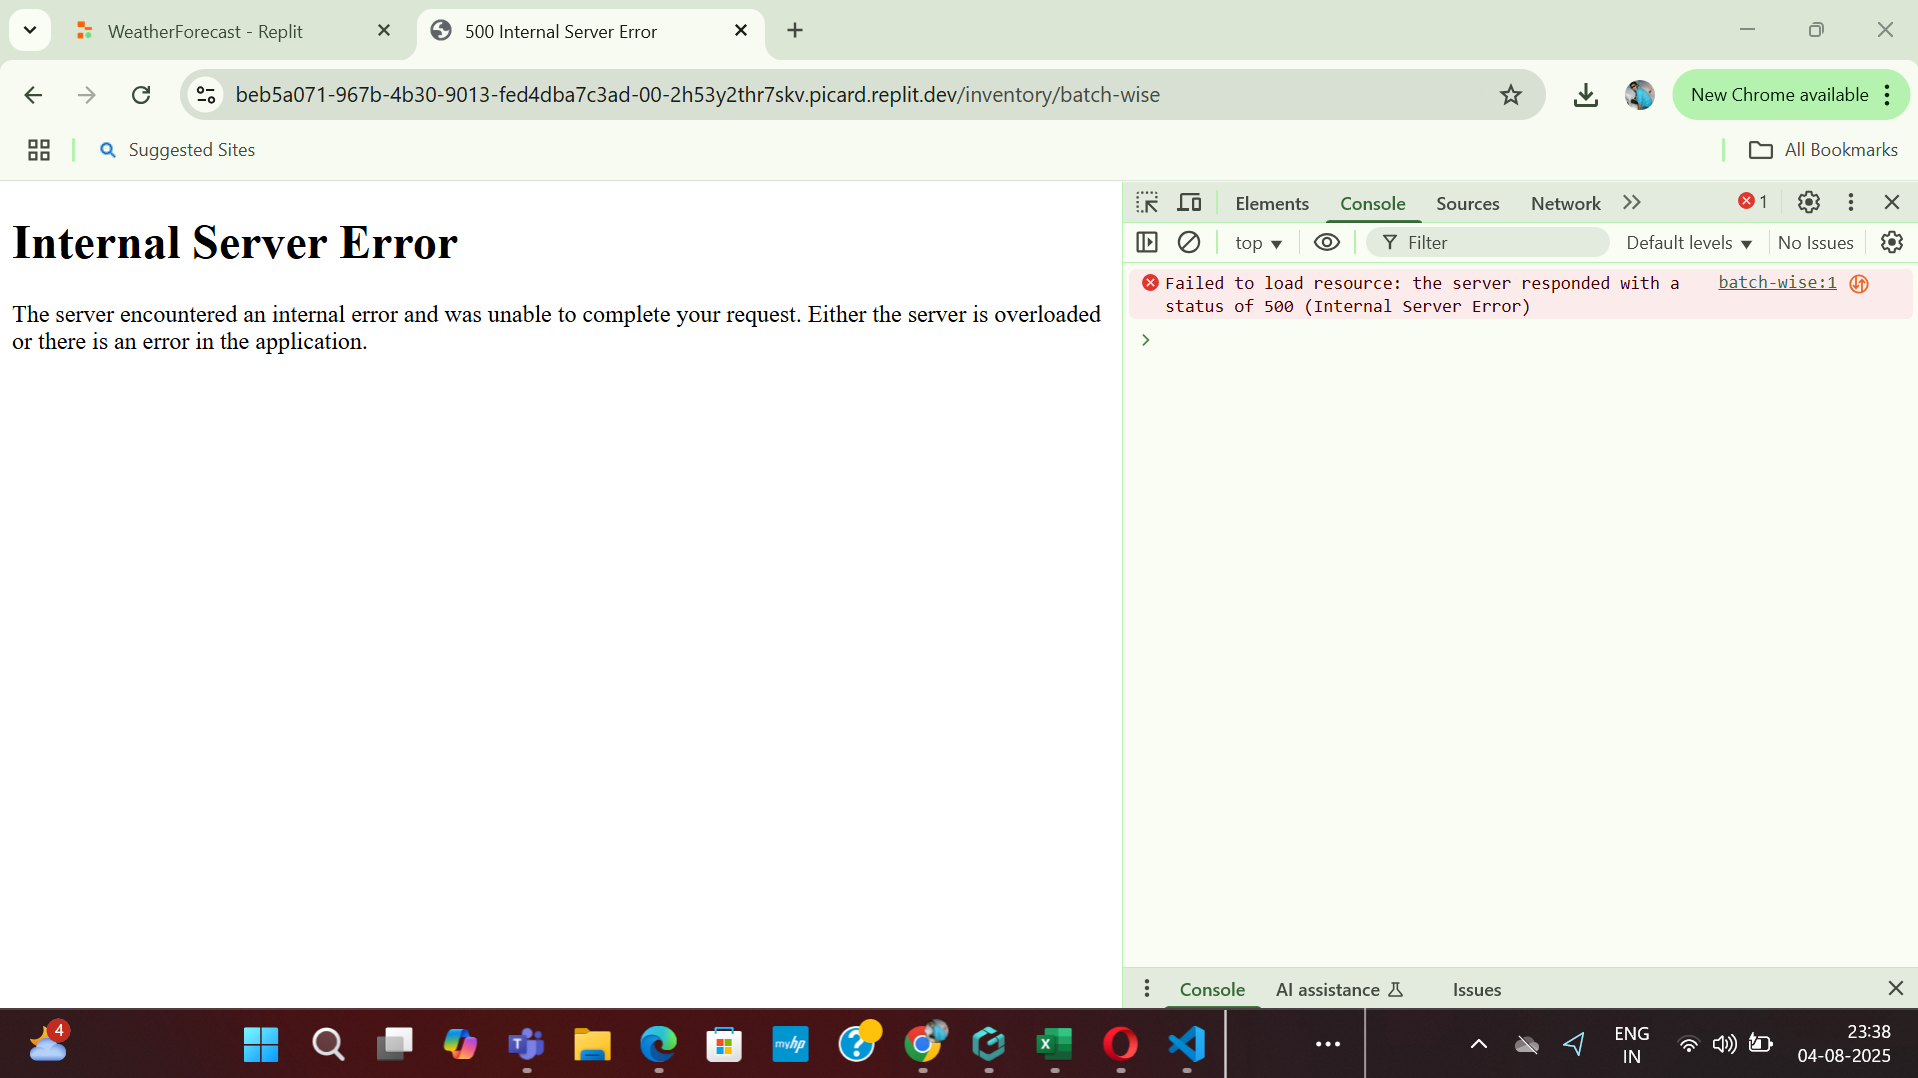 WeatherForecast - Replit
500 Internal Server Error
beb5a071-967b-4b30-9013-fed4dba7c3ad-00-2h53y2thr7skv.picard.replit.dev/inventory/batch-wise
New Chrome available
Suggested Sites
All Bookmarks
Internal Server Error
The server encountered an internal error and was unable to complete your request. Either the server is overloaded
or there is an error in the application.
Elements
Console
Sources
Network
1
top
Filter
Default levels
No Issues
Failed to load resource: the server responded with a
status of 500 (Internal Server Error)
batch-wise:1
Console
AI assistance
Issues
4
myhp
ENG
IN
23:38
04-08-2025